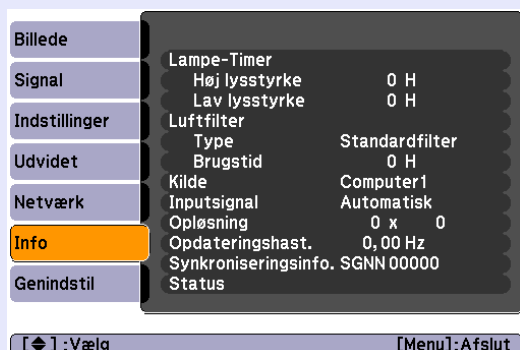 Billede
Signal
Indstillinger
Udvidet
Netværk
Info
Genindstil
Lampe-Timer
Høj lysstyrke 0 H
Lav lysstyrke 0 H
Luftfilter
Type Standardfilter
Brugstid 0 H
Kilde Computer1
Inputsignal Automatisk
Opløsning 0 x 0
Opdateringshast. 0,00 Hz
Synkroniseringsinfo. SGNN 00000
Status
[◆] :Vælg [Menu]:Afslut